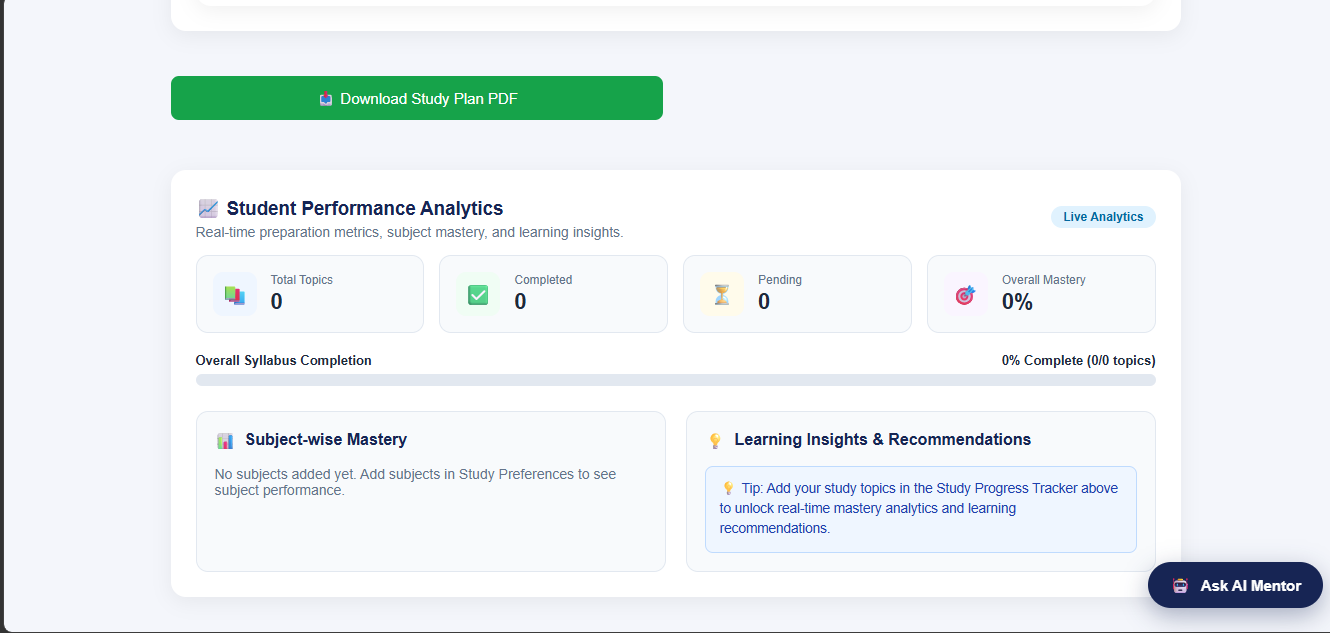 📥 Download Study Plan PDF
📈 Student Performance Analytics
Real-time preparation metrics, subject mastery, and learning insights.
Live Analytics
Total Topics
0
Completed
0
Pending
0
Overall Mastery
0%
Overall Syllabus Completion
0% Complete (0/0 topics)
📊 Subject-wise Mastery
No subjects added yet. Add subjects in Study Preferences to see
subject performance.
💡 Learning Insights & Recommendations
💡 Tip: Add your study topics in the Study Progress Tracker above
to unlock real-time mastery analytics and learning
recommendations.
🤖 Ask AI Mentor